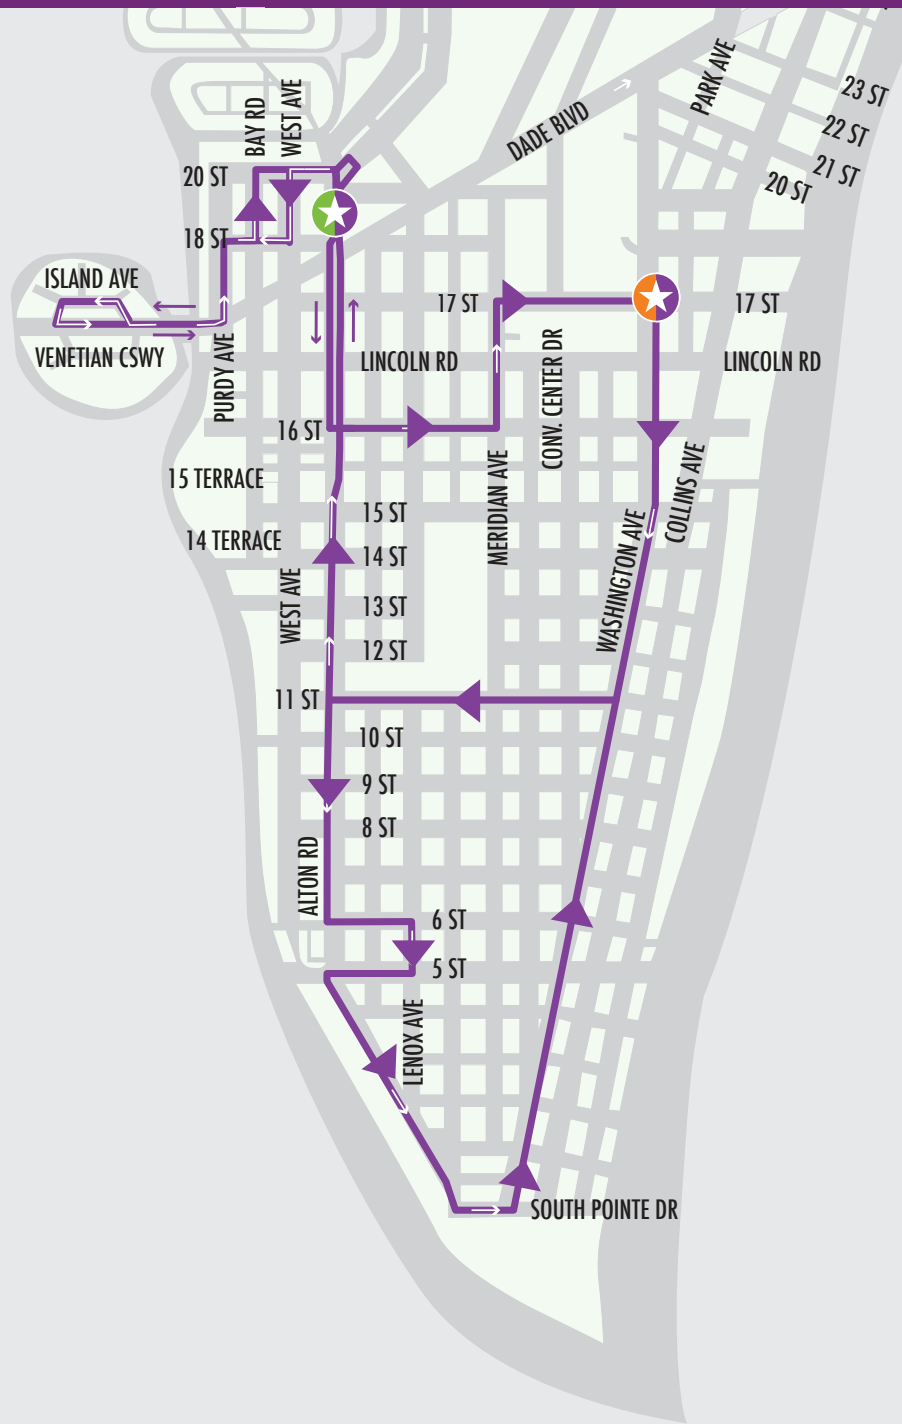 PARK AVE
23 ST
22 ST
21 ST
20 ST
DADE BLVD
BAY RD
WEST AVE
20 ST
18 ST
ISLAND AVE
VENETIAN CSWY
PURDY AVE
17 ST
17 ST
LINCOLN RD
CONV. CENTER DR
LINCOLN RD
16 ST
15 TERRACE
MERIDIAN AVE
COLLINS AVE
15 ST
14 TERRACE
14 ST
WASHINGTON AVE
WEST AVE
13 ST
12 ST
11 ST
10 ST
9 ST
8 ST
ALTON RD
6 ST
5 ST
LENOX AVE
SOUTH POINTE DR